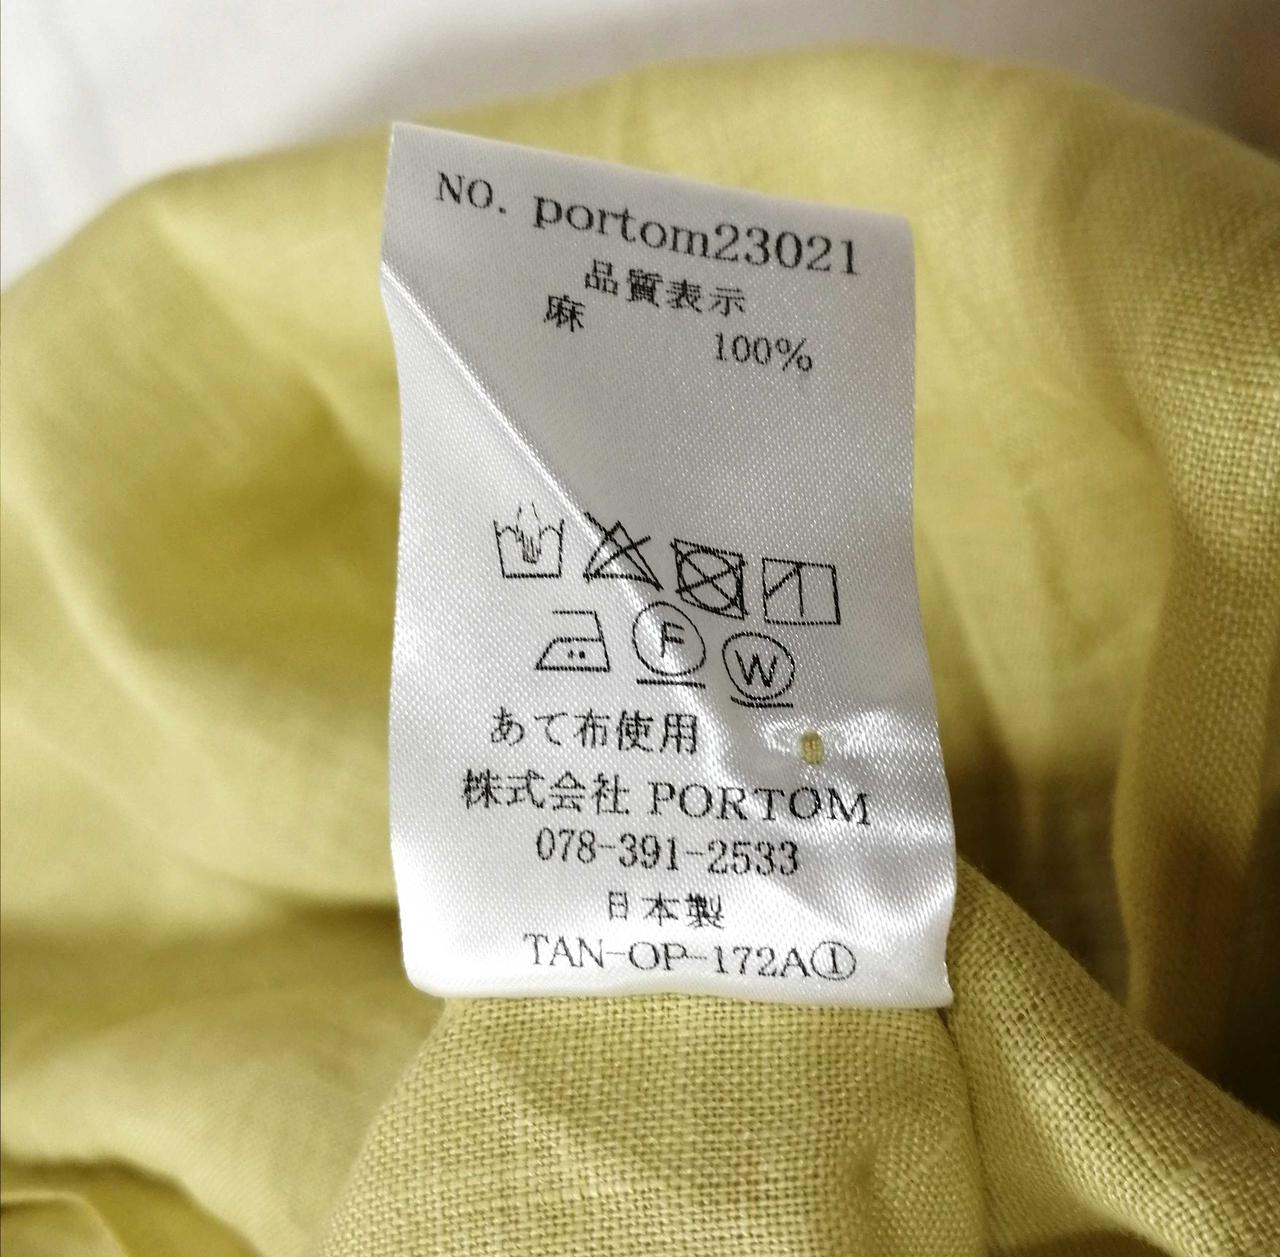 NO. portom23021
品質表示
麻 100%
F W
あて布使用
株式会社 PORTOM
078-391-2533
日本製
TAN-OP-172A①